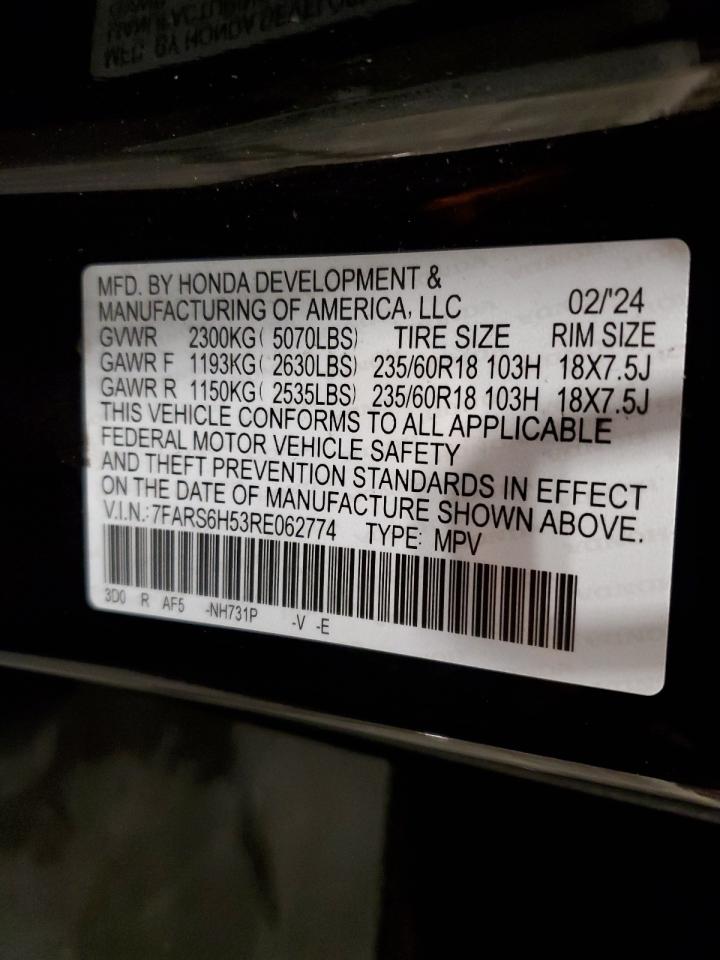 MFD. BY HONDA DEVELOPMENT &
MANUFACTURING OF AMERICA, LLC 02/'24
GVWR 2300KG( 5070LBS) TIRE SIZE RIM SIZE
GAWR F 1193KG( 2630LBS) 235/60R18 103H 18X7.5J
GAWR R 1150KG( 2535LBS) 235/60R18 103H 18X7.5J
THIS VEHICLE CONFORMS TO ALL APPLICABLE
FEDERAL MOTOR VEHICLE SAFETY
AND THEFT PREVENTION STANDARDS IN EFFECT
ON THE DATE OF MANUFACTURE SHOWN ABOVE.
V.I.N.:7FARS6H53RE062774 TYPE: MPV
3D0 R AF5 -NH731P -V -E